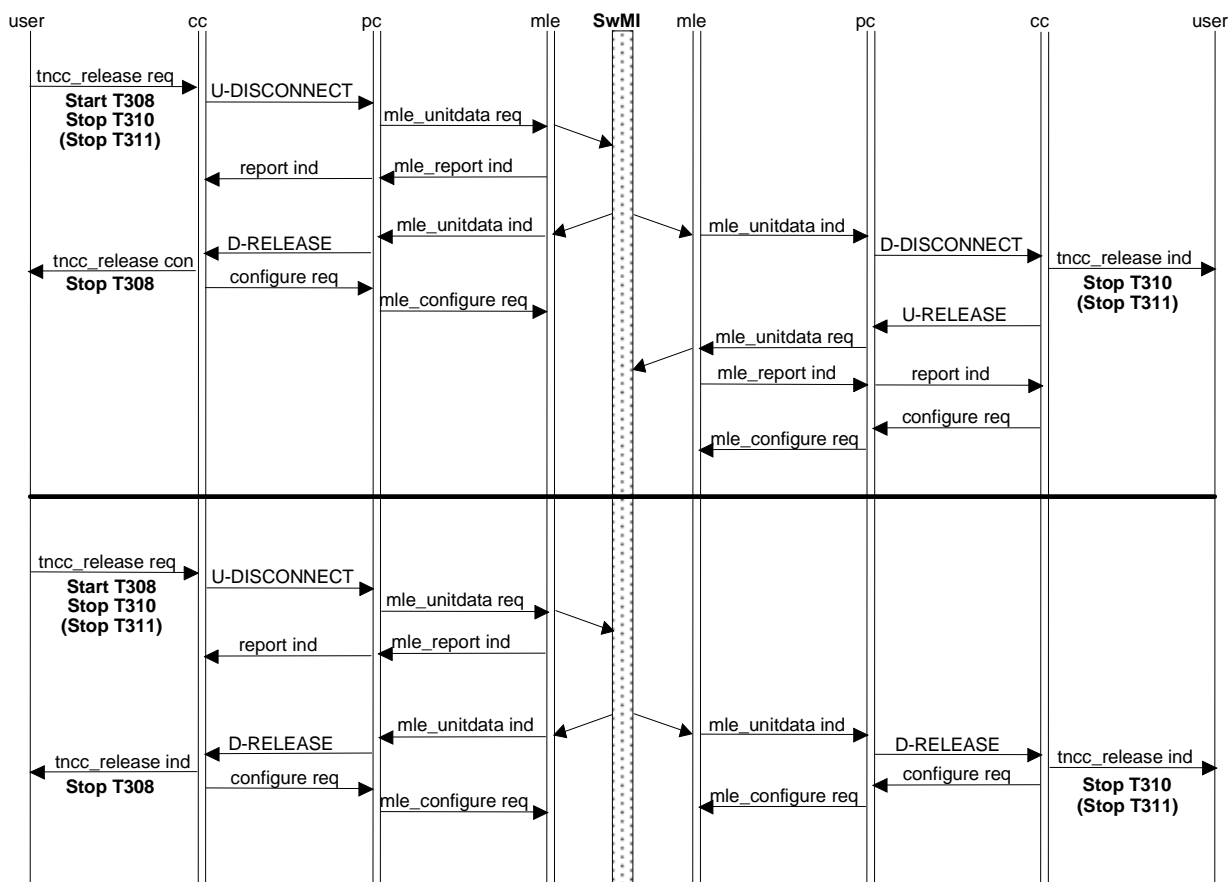 user cc pc mle SwMI mle pc cc user
tncc_release req
U-DISCONNECT
Start T308
Stop T310
(Stop T311)
mle_unitdata req
report ind
mle_report ind
mle_unitdata ind
mle_unitdata ind
D-RELEASE
D-DISCONNECT
tncc_release con
tncc_release ind
Stop T308
configure req
Stop T310
(Stop T311)
mle_configure req
U-RELEASE
mle_unitdata req
mle_report ind
report ind
configure req
mle_configure req
tncc_release req
U-DISCONNECT
Start T308
Stop T310
(Stop T311)
mle_unitdata req
report ind
mle_report ind
mle_unitdata ind
mle_unitdata ind
D-RELEASE
D-RELEASE
tncc_release ind
tncc_release ind
Stop T308
configure req
configure req
Stop T310
(Stop T311)
mle_configure req
mle_configure req